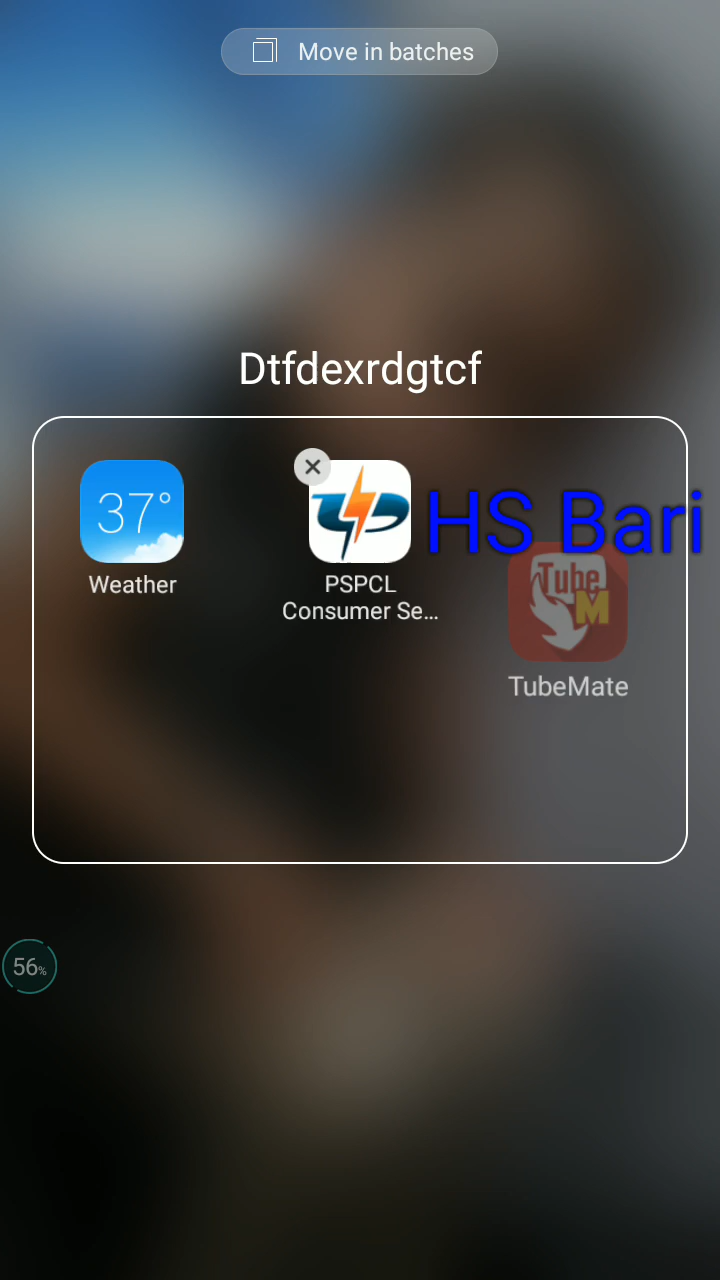 Move in batches
Dtfdexrdgtcf
37°
Weather
PSPCL
Consumer Se...
HS Bari
Tube
M
TubeMate
56%